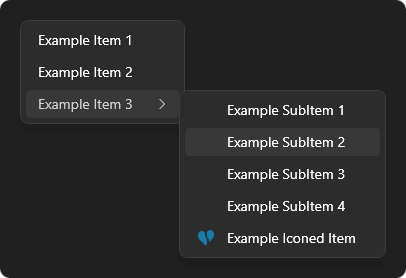 Example Item 1
Example Item 2
Example Item 3
Example SubItem 1
Example SubItem 2
Example SubItem 3
Example SubItem 4
Example Iconed Item